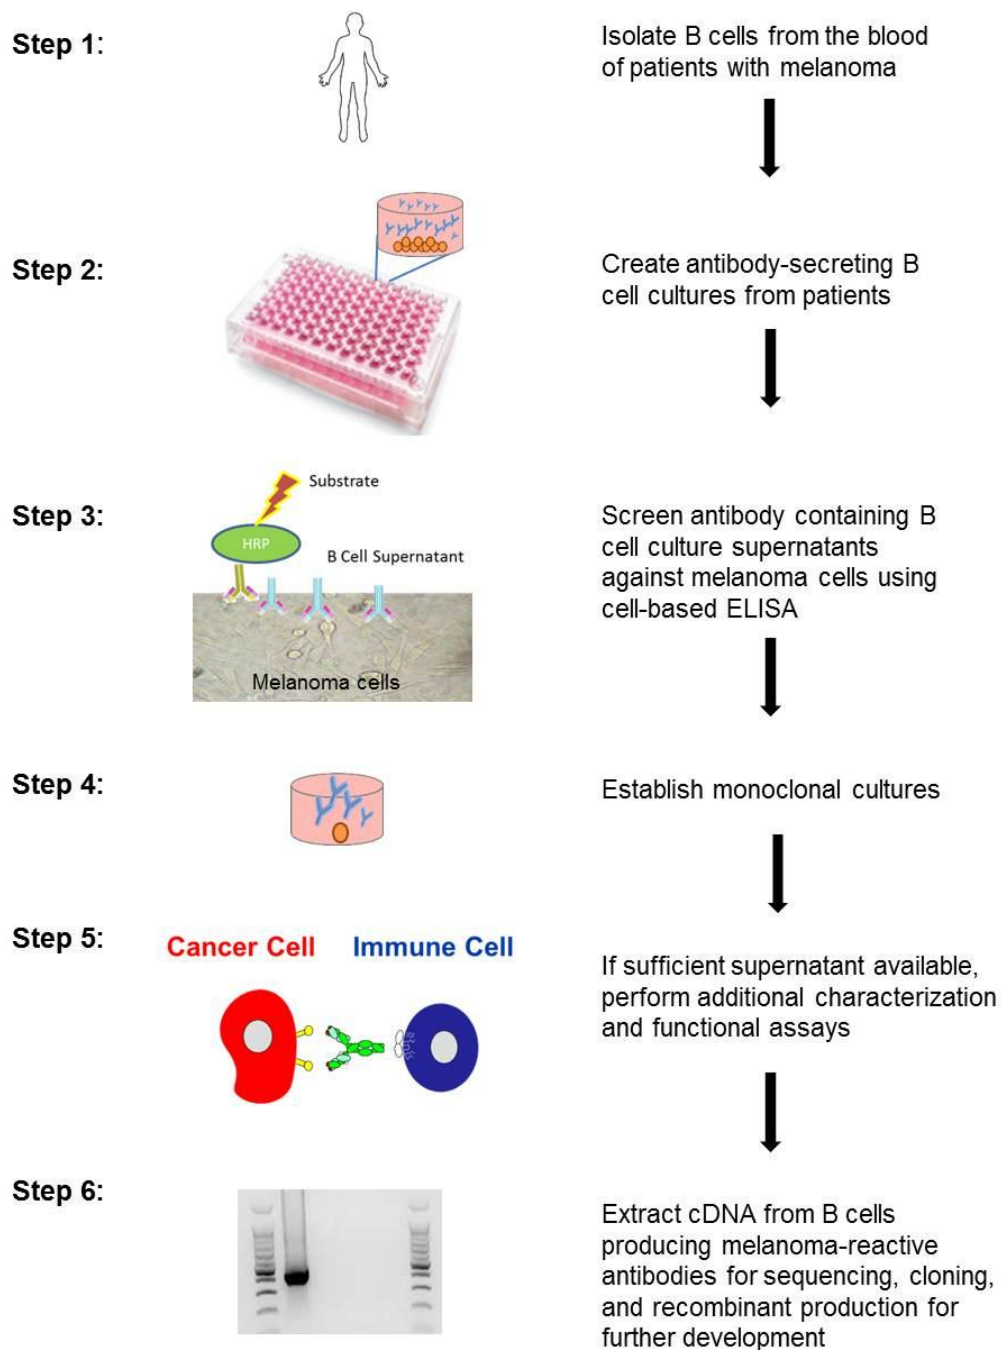 Step 1:
Isolate B cells from the blood
of patients with melanoma
Step 2:
Create antibody-secreting B
cell cultures from patients
Step 3:
Substrate
HRP
B Cell Supernatant
Melanoma cells
Screen antibody containing B
cell culture supernatants
against melanoma cells using
cell-based ELISA
Step 4:
Establish monoclonal cultures
Step 5:
Cancer Cell
Immune Cell
If sufficient supernatant available,
perform additional characterization
and functional assays
Step 6:
Extract cDNA from B cells
producing melanoma-reactive
antibodies for sequencing, cloning,
and recombinant production for
further development